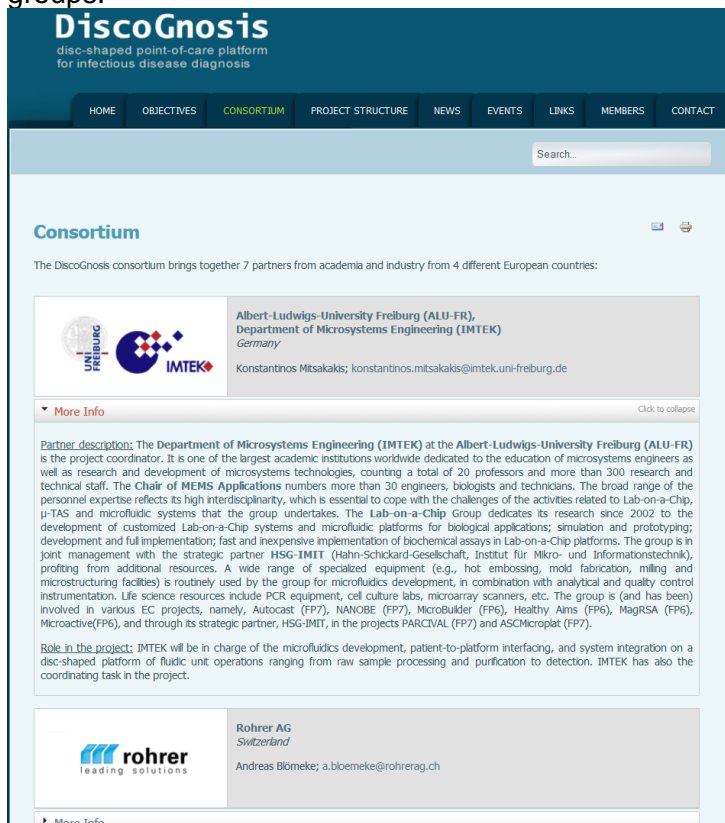 groups.
DiscoGnosis
disc-shaped point-of-care platform
for infectious disease diagnosis
HOME OBJECTIVES CONSORTIUM PROJECT STRUCTURE NEWS EVENTS LINKS MEMBERS CONTACT
Search...
Consortium
The DiscoGnosis consortium brings together 7 partners from academia and industry from 4 different European countries:
UNI
FREIBURG
IMTEK
Albert-Ludwigs-University Freiburg (ALU-FR),
Department of Microsystems Engineering (IMTEK)
Germany
Konstantinos Mitsakakis; konstantinos.mitsakakis@imtek.uni-freiburg.de
More Info Click to collapse
Partner description: The Department of Microsystems Engineering (IMTEK) at the Albert-Ludwigs-University Freiburg (ALU-FR)
is the project coordinator. It is one of the largest academic institutions worldwide dedicated to the education of microsystems engineers as
well as research and development of microsystems technologies, counting a total of 20 professors and more than 300 research and
technical staff. The Chair of MEMS Applications numbers more than 30 engineers, biologists and technicians. The broad range of the
personnel expertise reflects its high interdisciplinarity, which is essential to cope with the challenges of the activities related to Lab-on-a-Chip,
μ-TAS and microfluidic systems that the group undertakes. The Lab-on-a-Chip Group dedicates its research since 2002 to the
development of customized Lab-on-a-Chip systems and microfluidic platforms for biological applications; simulation and prototyping;
development and full implementation; fast and inexpensive implementation of biochemical assays in Lab-on-a-Chip platforms. The group is in
joint management with the strategic partner HSG-IMIT (Hahn-Schickard-Gesellschaft, Institut für Mikro- und Informationstechnik),
profiting from additional resources. A wide range of specialized equipment (e.g., hot embossing, mold fabrication, milling and
microstructuring facilities) is routinely used by the group for microfluidics development, in combination with analytical and quality control
instrumentation. Life science resources include PCR equipment, cell culture labs, microarray scanners, etc. The group is (and has been)
involved in various EC projects, namely, Autocast (FP7), NANOBE (FP7), MicroBuilder (FP6), Healthy Aims (FP6), MagRSA (FP6),
Microactive(FP6), and through its strategic partner, HSG-IMIT, in the projects PARCIVAL (FP7) and ASCMicroplat (FP7).
Role in the project: IMTEK will be in charge of the microfluidics development, patient-to-platform interfacing, and system integration on a
disc-shaped platform of fluidic unit operations ranging from raw sample processing and purification to detection. IMTEK has also the
coordinating task in the project.
rohrer
leading solutions
Rohrer AG
Switzerland
Andreas Blömeke; a.bloemeke@rohrerag.ch
More Info